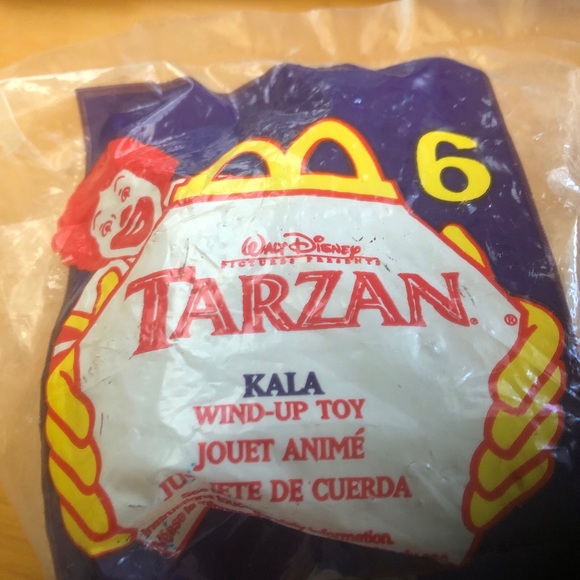 6
WALT DISNEY
PICTURES PRESENTS
TARZAN ®
KALA
WIND-UP TOY
JOUET ANIMÉ
DE CUERDA
information.